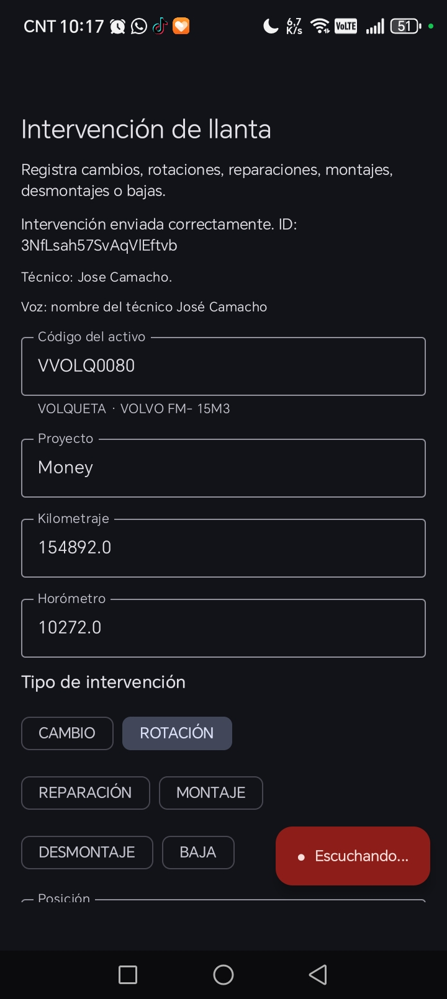 CNT 10:17
6,7 K/s VoLTE 51
Intervención de llanta
Registra cambios, rotaciones, reparaciones, montajes,
desmontajes o bajas.
Intervención enviada correctamente. ID:
3NfLsah57SvAqVlEftvb
Técnico: Jose Camacho.
Voz: nombre del técnico José Camacho
Código del activo
VVOLQ0080
VOLQUETA · VOLVO FM- 15M3
Proyecto
Money
Kilometraje
154892.0
Horómetro
10272.0
Tipo de intervención
CAMBIO ROTACIÓN
REPARACIÓN MONTAJE
DESMONTAJE BAJA
Escuchando...
Posición